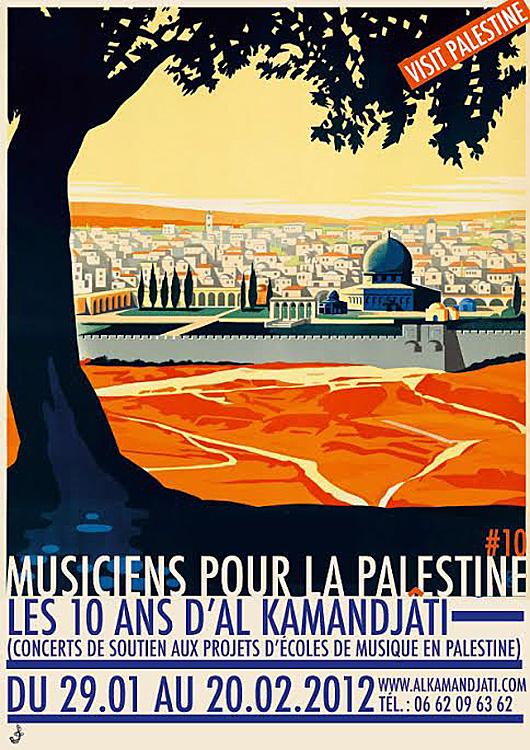 VISIT PALESTINE
#10
MUSICIENS POUR LA PALESTINE
LES 10 ANS D'AL KAMANDJÂTI
(CONCERTS DE SOUTIEN AUX PROJETS D'ÉCOLES DE MUSIQUE EN PALESTINE)
DU 29.01 AU 20.02.2012
WWW.ALKAMANDJATI.COM
TÉL. : 06 62 09 63 62